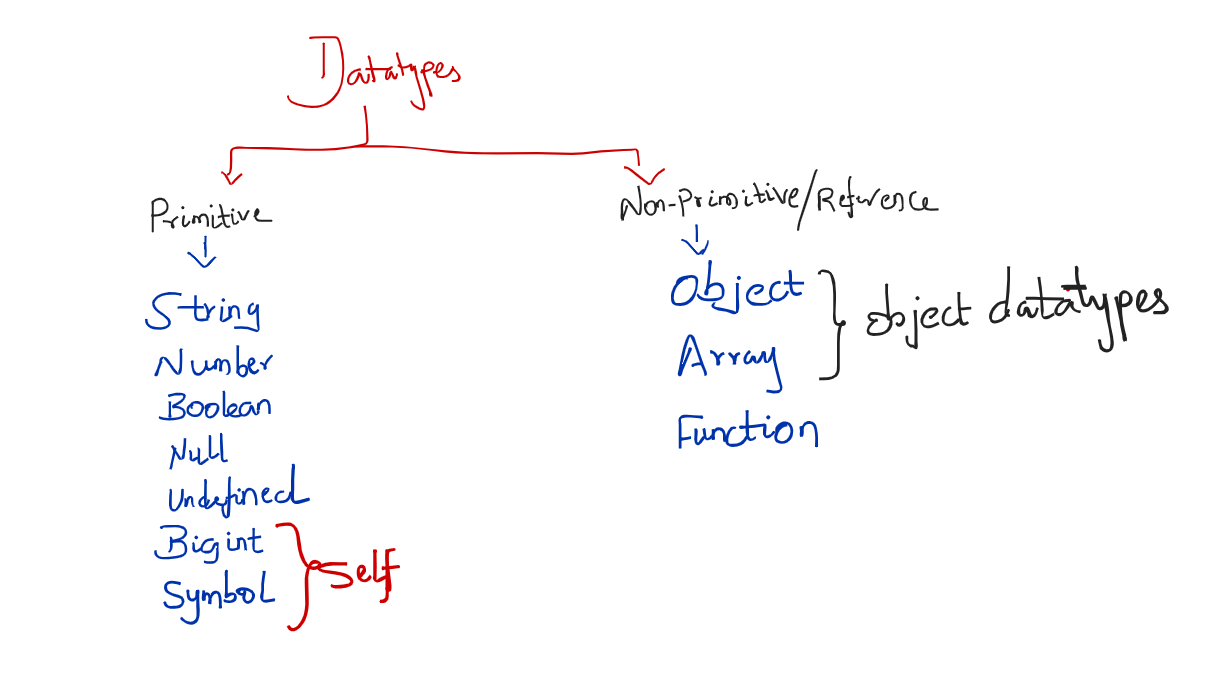 Datatypes
Primitive
Non-Primitive/Reference
String
Number
Boolean
Null
Undefined
Bigint
Symbol
Self
Object
Array
Function
object datatypes